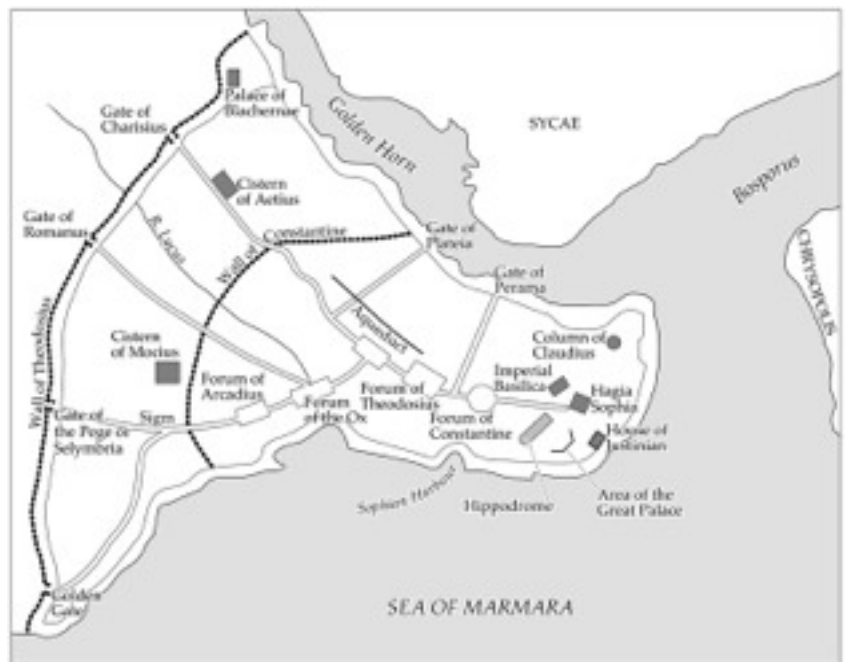 Palace of
Blachernae
Gate of
Charisius
Golden Horn
SYCAE
Bosporus
Cistern
of Aetius
Gate of
Romanus
R. Lycus
Wall of Constantine
Gate of
Plateia
Gate of
Perama
CHRYSOPOLIS
Wall of Theodosius
Aqueduct
Column of
Claudius
Cistern
of Mocius
Imperial
Basilica
Hagia
Sophia
Forum of
Arcadius
Forum
of the Ox
Forum of
Theodosius
Forum of
Constantine
Gate of
the Pege or
Selymbria
Sigm
House of
Justinian
Hippodrome
Area of the
Great Palace
Golden
Gate
SEA OF MARMARA